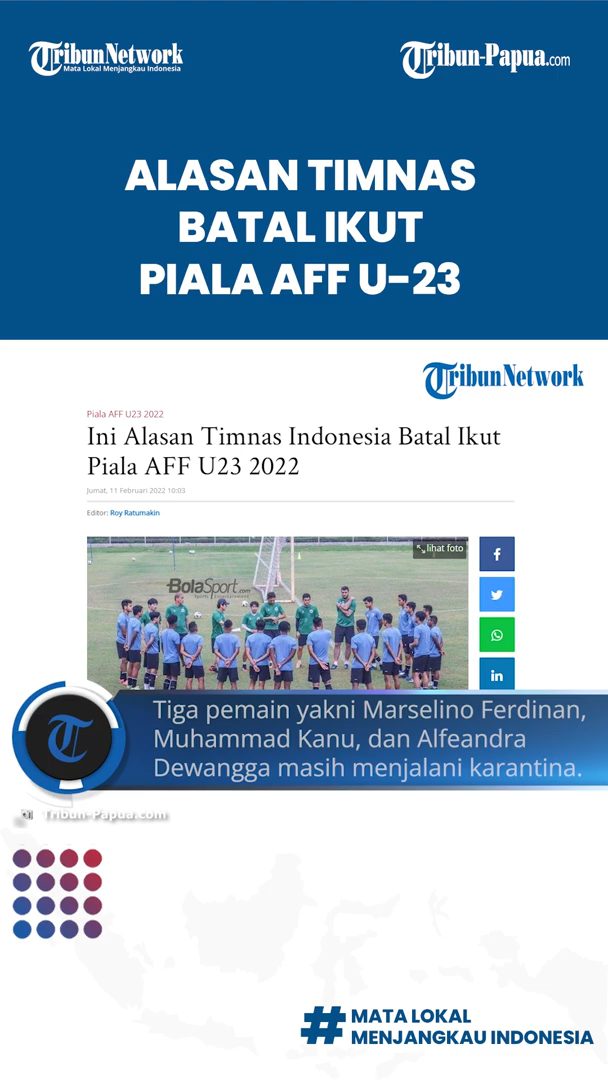 TribunNetwork
Mata Lokal Menjangkau Indonesia
Tribun-Papua.com
ALASAN TIMNAS
BATAL IKUT
PIALA AFF U-23
TribunNetwork
Piala AFF U23 2022
Ini Alasan Timnas Indonesia Batal Ikut
Piala AFF U23 2022
Jumat, 11 Februari 2022 10:03
Editor: Roy Ratumakin
lihat foto
BolaSport.com
Sports Entertainment
Tiga pemain yakni Marselino Ferdinan,
Muhammad Kanu, dan Alfeandra
Dewangga masih menjalani karantina.
Tribun-Papua.com
# MATA LOKAL
MENJANGKAU INDONESIA